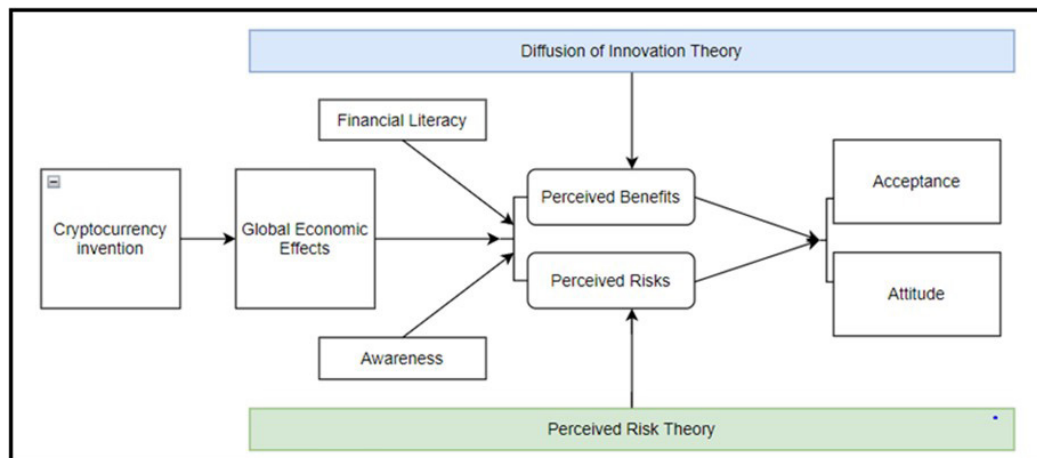 Diffusion of Innovation Theory
Financial Literacy
Cryptocurrency
invention
Global Economic
Effects
Perceived Benefits
Perceived Risks
Acceptance
Attitude
Awareness
Perceived Risk Theory